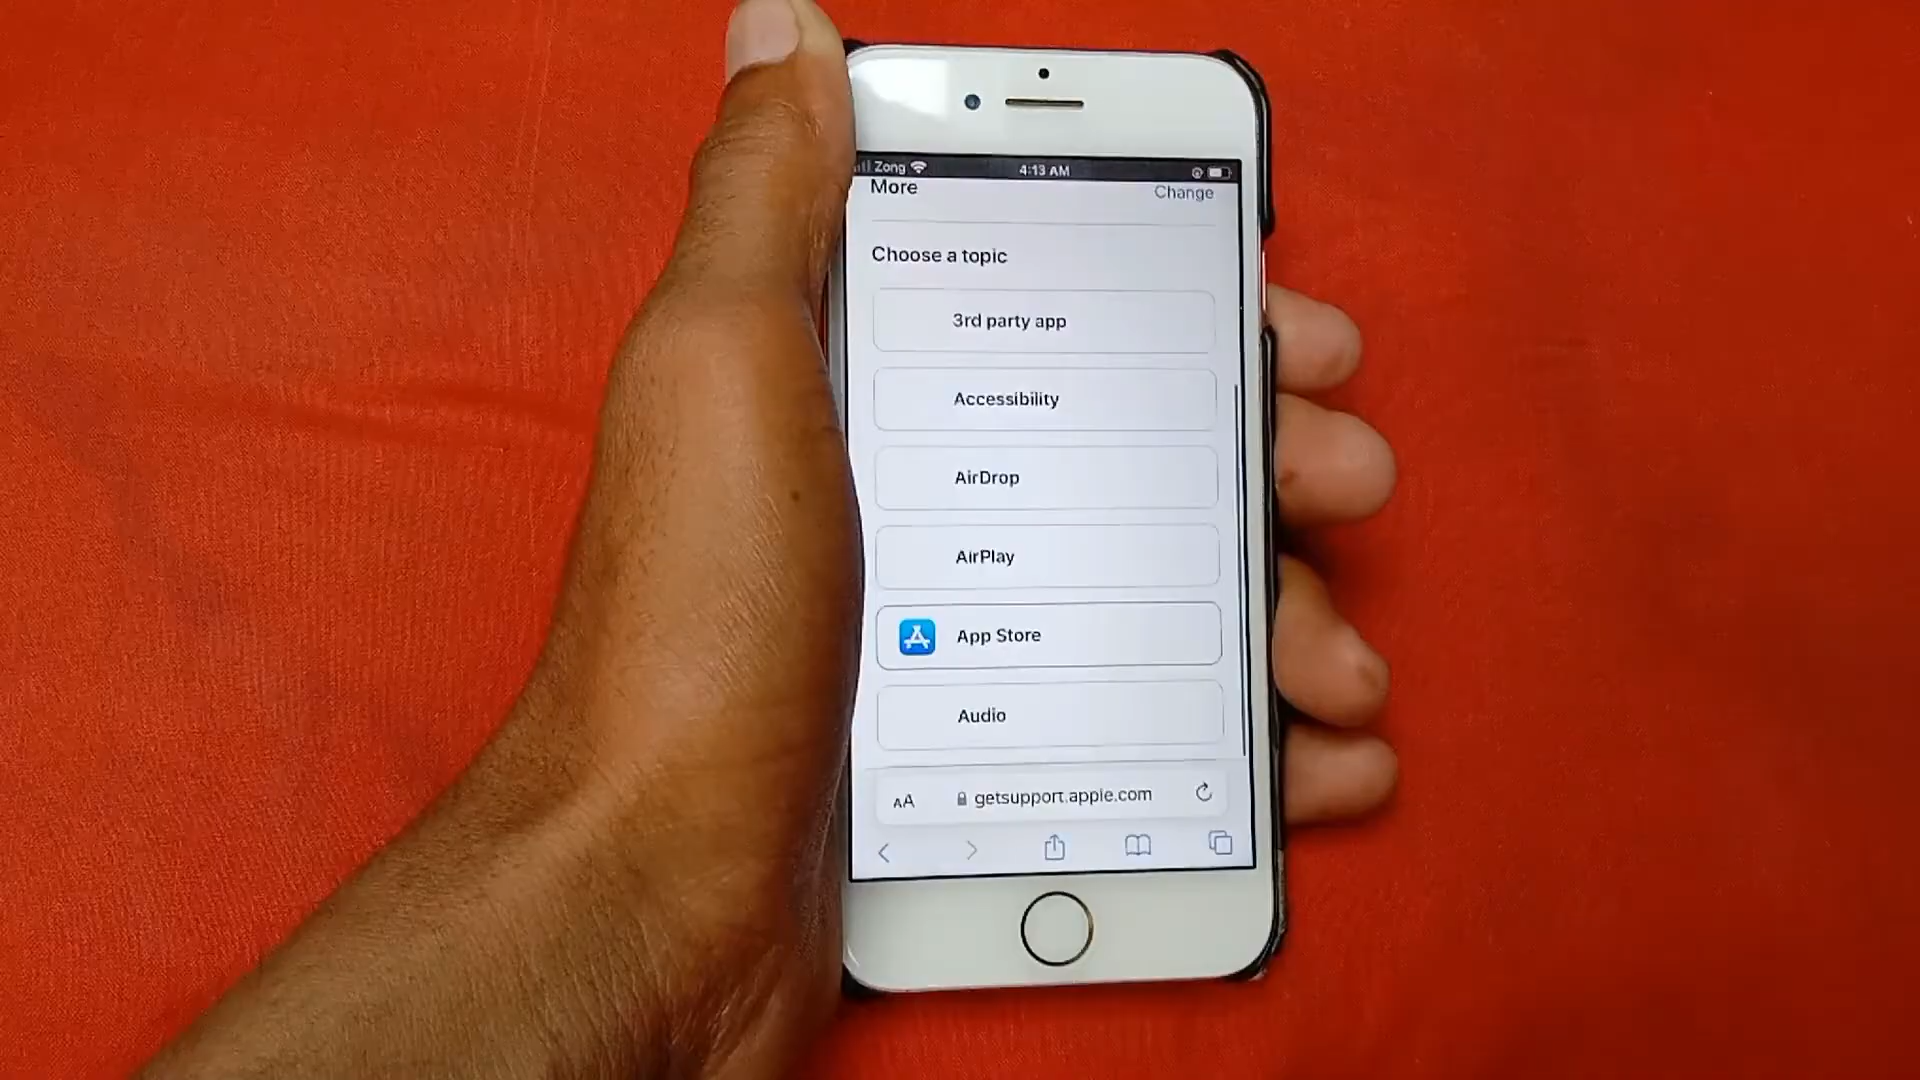 Zong
4:13 AM
More
Change
Choose a topic
3rd party app
Accessibility
AirDrop
AirPlay
App Store
Audio
AA
getsupport.apple.com